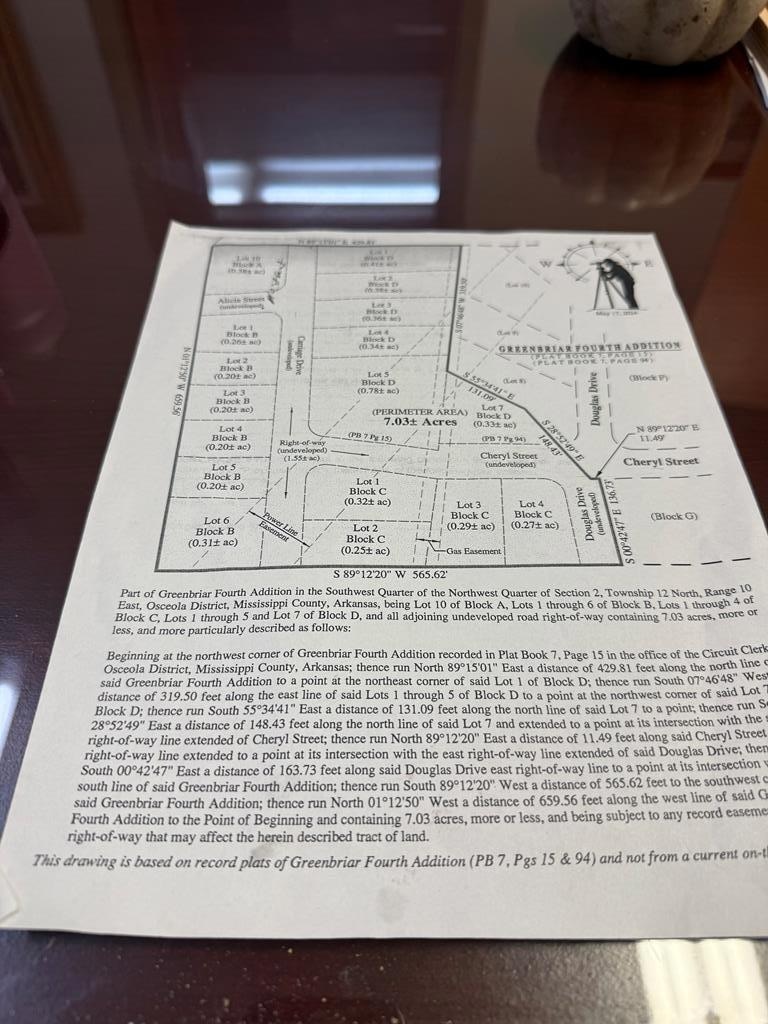 Lot 10
Block A
(0.38± ac)
Alicia Street
(undeveloped)
Lot 1
Block B
(0.26± ac)
Lot 2
Block B
(0.20± ac)
Lot 3
Block B
(0.20± ac)
Lot 4
Block B
(0.20± ac)
Lot 5
Block B
(0.20± ac)
Lot 6
Block B
(0.31± ac)
N 01°12'50" W 659.56'
Carriage Drive
(undeveloped)
Right-of-way
(undeveloped)
(1.55± ac)
Power Line
Easement
Lot 1
Block D
Lot 2
Block D
Lot 3
Block D
(0.36± ac)
Lot 4
Block D
(0.34± ac)
Lot 5
Block D
(0.78± ac)
(PERIMETER AREA)
7.03± Acres
(PB 7 Pg 15)
S 07°46'48" W 319.50'
S 55°34'41" E
131.09'
Lot 7
Block D
(0.33± ac)
(PB 7 Pg 94)
Cheryl Street
(undeveloped)
S 28°52'49" E
148.43'
Lot 1
Block C
(0.32± ac)
Lot 2
Block C
(0.25± ac)
Lot 3
Block C
(0.29± ac)
Lot 4
Block C
(0.27± ac)
Gas Easement
Douglas Drive
(undeveloped)
S 00°42'47" E 136.73'
S 89°12'20" W 565.62'
W
E
May 17, 2024
(Lot 9)
(Lot 8)
GREENBRIAR FOURTH ADDITION
(PLAT BOOK 7, PAGE 15)
(PLAT BOOK 7, PAGE 94)
Douglas Drive
(Block F)
N 89°12'20" E
11.49'
Cheryl Street
(Block G)
Part of Greenbriar Fourth Addition in the Southwest Quarter of the Northwest Quarter of Section 2, Township 12 North, Range 10
East, Osceola District, Mississippi County, Arkansas, being Lot 10 of Block A, Lots 1 through 6 of Block B, Lots 1 through 4 of
Block C, Lots 1 through 5 and Lot 7 of Block D, and all adjoining undeveloped road right-of-way containing 7.03 acres, more or
less, and more particularly described as follows:
Beginning at the northwest corner of Greenbriar Fourth Addition recorded in Plat Book 7, Page 15 in the office of the Circuit Clerk
Osceola District, Mississippi County, Arkansas; thence run North 89°15'01" East a distance of 429.81 feet along the north line
said Greenbriar Fourth Addition to a point at the northeast corner of said Lot 1 of Block D; thence run South 07°46'48" West
distance of 319.50 feet along the east line of said Lots 1 through 5 of Block D to a point at the northwest corner of said Lot 7
Block D; thence run South 55°34'41" East a distance of 131.09 feet along the north line of said Lot 7 to a point; thence run
28°52'49" East a distance of 148.43 feet along the north line of said Lot 7 and extended to a point at its intersection with the
right-of-way line extended of Cheryl Street; thence run North 89°12'20" East a distance of 11.49 feet along said Cheryl Street
right-of-way line extended to a point at its intersection with the east right-of-way line extended of said Douglas Drive; then
South 00°42'47" East a distance of 163.73 feet along said Douglas Drive east right-of-way line to a point at its intersection
south line of said Greenbriar Fourth Addition; thence run South 89°12'20" West a distance of 565.62 feet to the southwest
said Greenbriar Fourth Addition; thence run North 01°12'50" West a distance of 659.56 feet along the west line of said G
Fourth Addition to the Point of Beginning and containing 7.03 acres, more or less, and being subject to any record easeme
right-of-way that may affect the herein described tract of land.
This drawing is based on record plats of Greenbriar Fourth Addition (PB 7, Pgs 15 & 94) and not from a current on-t